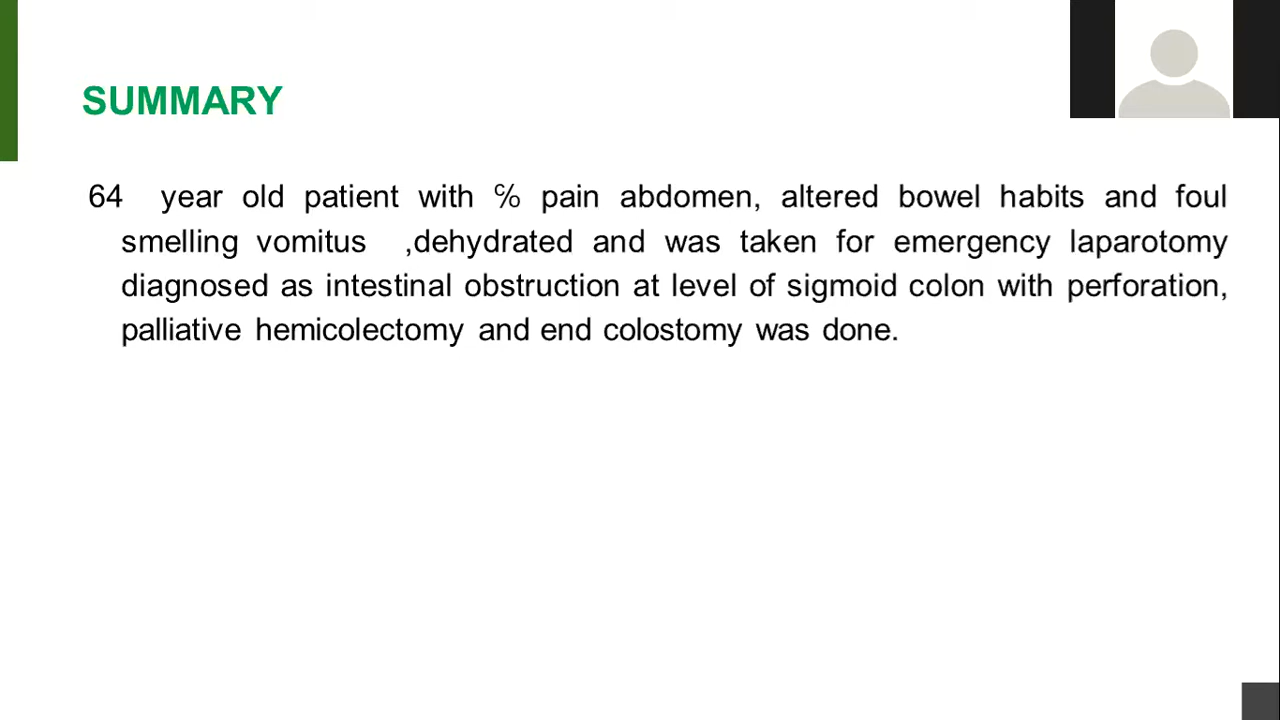 SUMMARY
64 year old patient with ℅ pain abdomen, altered bowel habits and foul
smelling vomitus ,dehydrated and was taken for emergency laparotomy
diagnosed as intestinal obstruction at level of sigmoid colon with perforation,
palliative hemicolectomy and end colostomy was done.